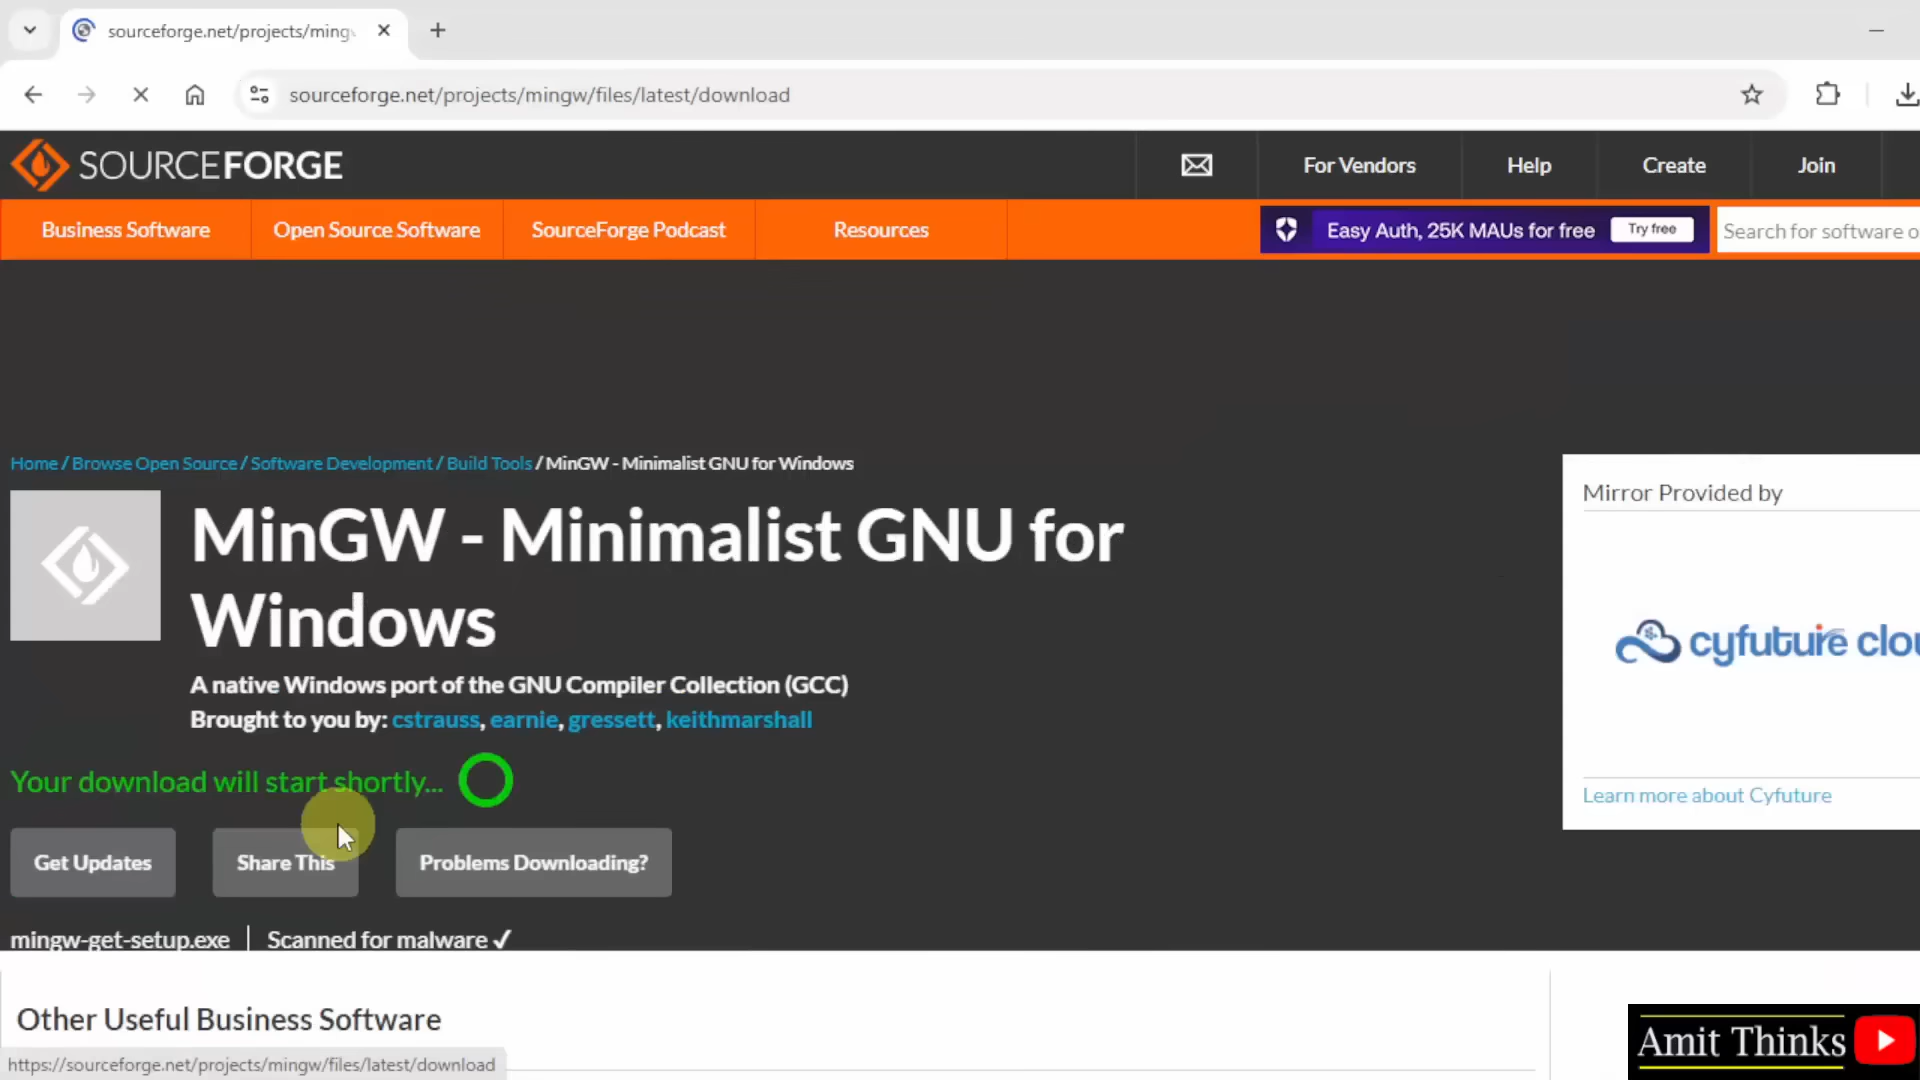 sourceforge.net/projects/ming
sourceforge.net/projects/mingw/files/latest/download
SOURCEFORGE
For Vendors
Help
Create
Join
Business Software
Open Source Software
SourceForge Podcast
Resources
Easy Auth, 25K MAUs for free
Try free
Search for software o
Home / Browse Open Source / Software Development / Build Tools / MinGW - Minimalist GNU for Windows
MinGW - Minimalist GNU for
Windows
A native Windows port of the GNU Compiler Collection (GCC)
Brought to you by: cstrauss, earnie, gressett, keithmarshall
Mirror Provided by
cyfuture clou
Learn more about Cyfuture
Your download will start shortly...
Get Updates
Share This
Problems Downloading?
mingw-get-setup.exe | Scanned for malware ✓
Other Useful Business Software
https://sourceforge.net/projects/mingw/files/latest/download
Amit Thinks